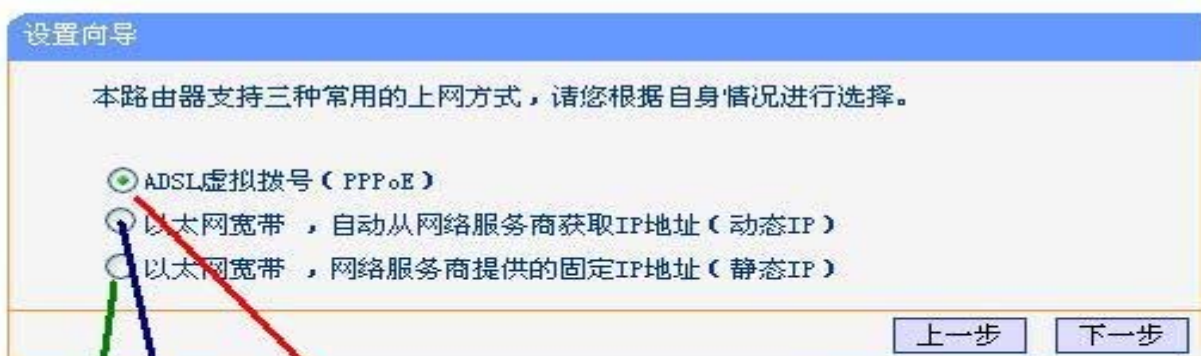 设置向导
本路由器支持三种常用的上网方式，请您根据自身情况进行选择。
ADSL虚拟拨号（PPPoE）
以太网宽带 ，自动从网络服务商获取IP地址（动态IP）
以太网宽带 ，网络服务商提供的固定IP地址（静态IP）
上一步 下一步